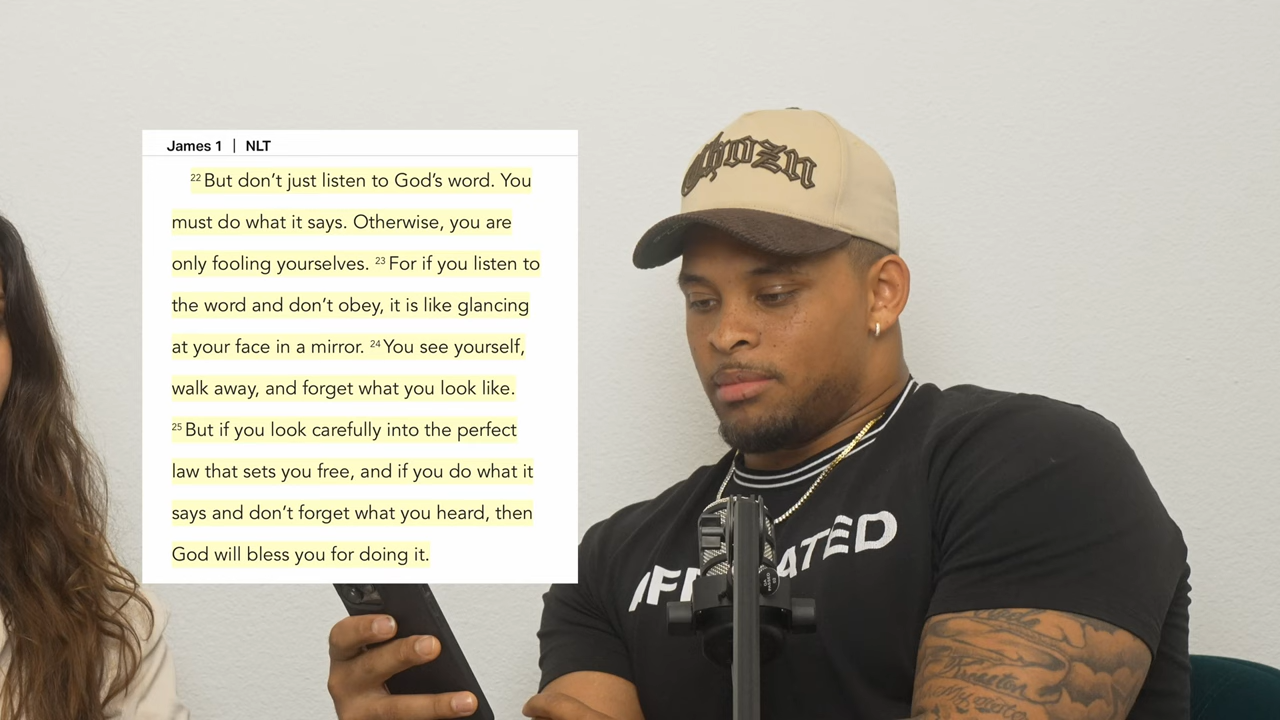 James 1 | NLT
22 But don’t just listen to God’s word. You
must do what it says. Otherwise, you are
only fooling yourselves. 23 For if you listen to
the word and don’t obey, it is like glancing
at your face in a mirror. 24 You see yourself,
walk away, and forget what you look like.
25 But if you look carefully into the perfect
law that sets you free, and if you do what it
says and don’t forget what you heard, then
God will bless you for doing it.